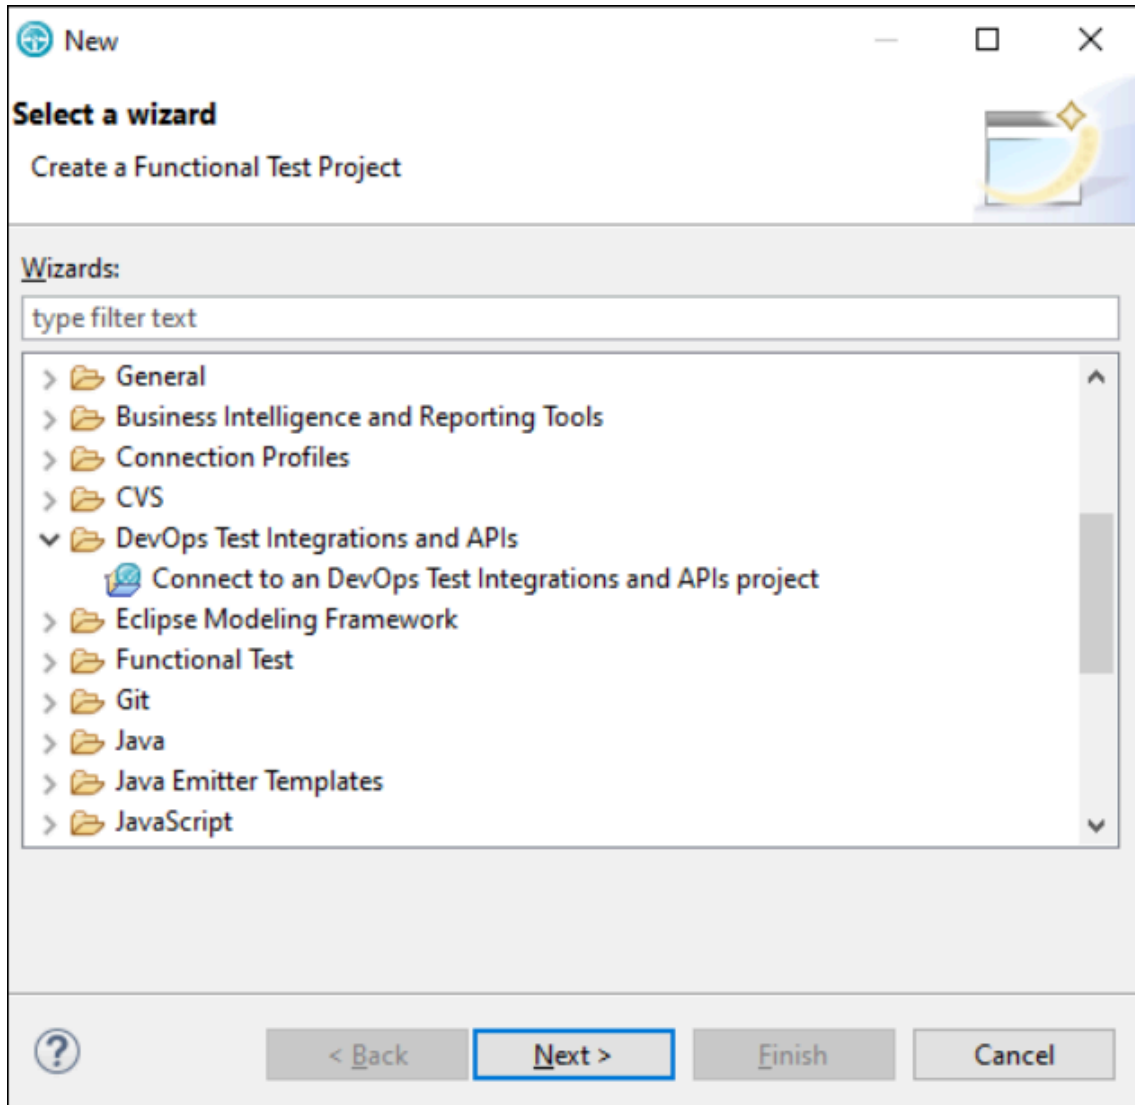 New
Select a wizard
Create a Functional Test Project
Wizards:
type filter text
General
Business Intelligence and Reporting Tools
Connection Profiles
CVS
DevOps Test Integrations and APIs
Connect to an DevOps Test Integrations and APIs project
Eclipse Modeling Framework
Functional Test
Git
Java
Java Emitter Templates
JavaScript
? < Back Next > Finish Cancel